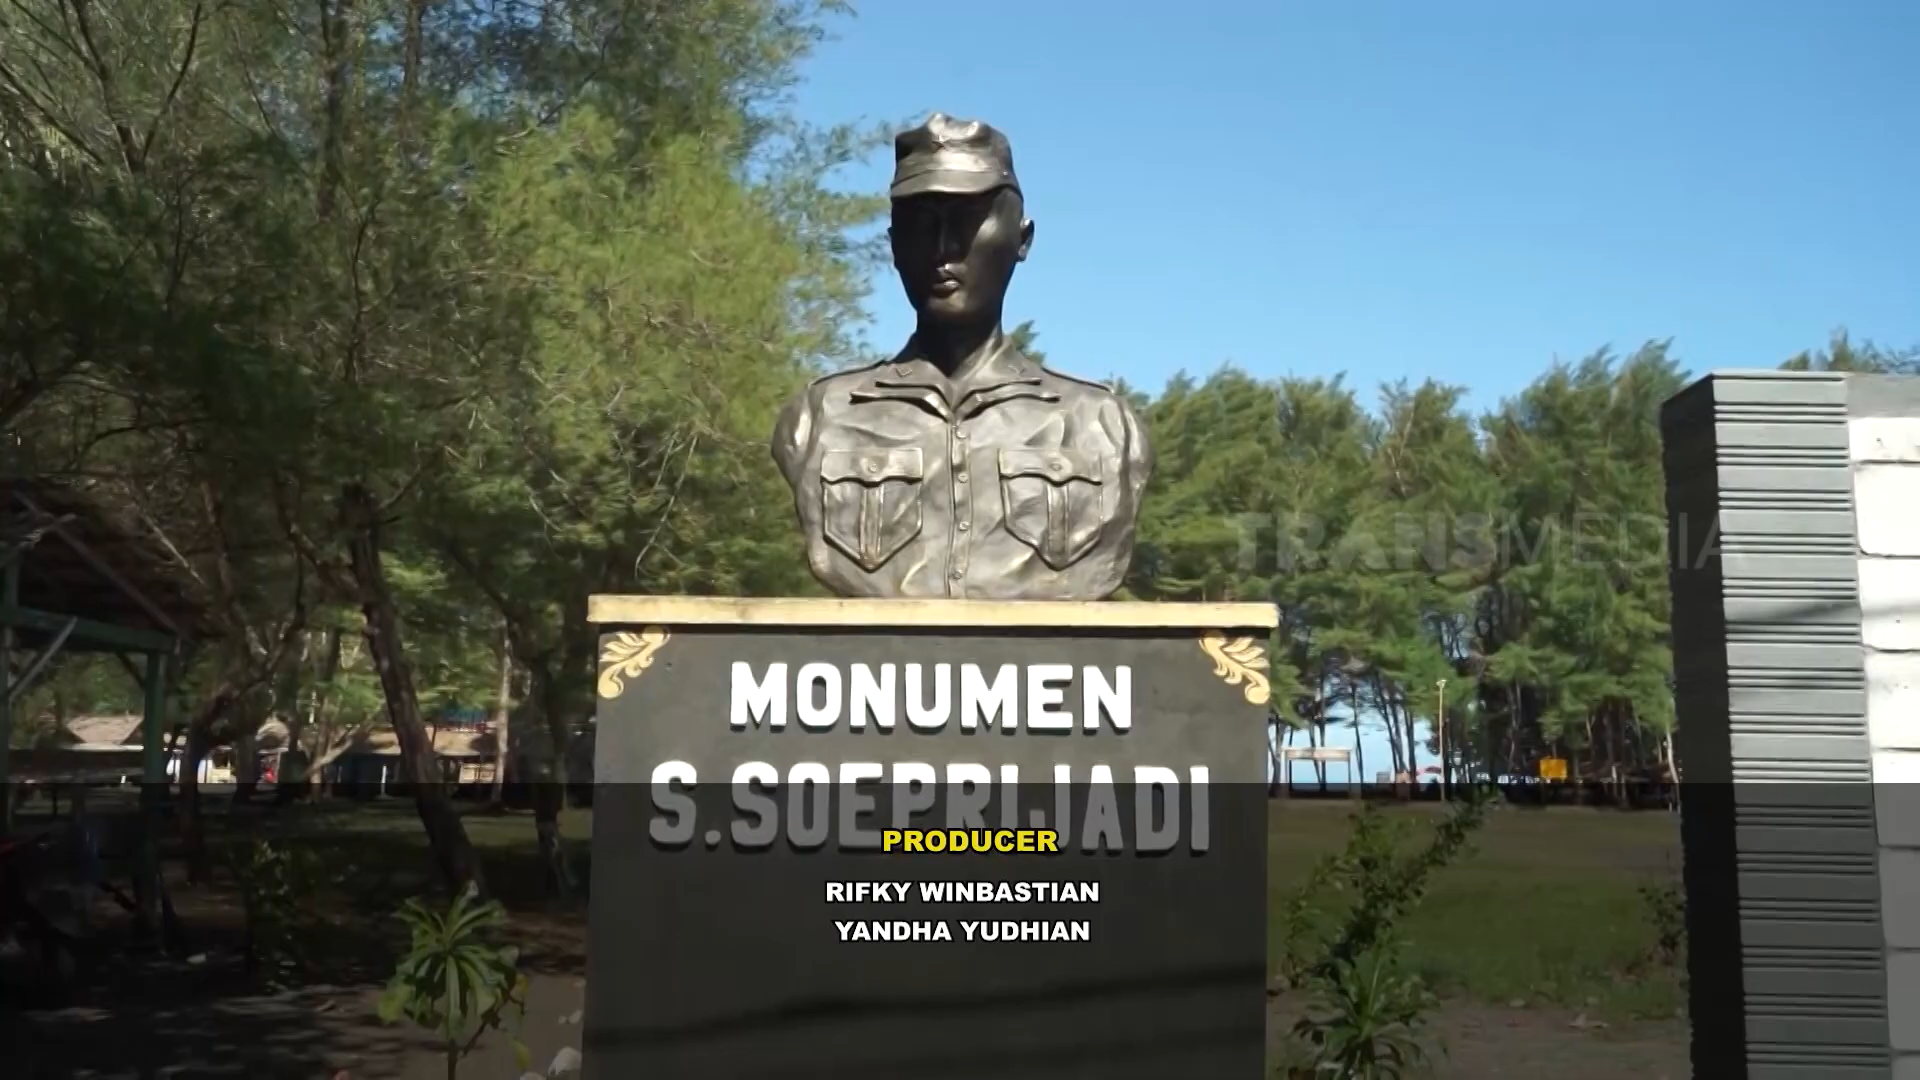 TRANSMEDIA
MONUMEN
S.SOEPRIJADI
PRODUCER
RIFKY WINBASTIAN
YANDHA YUDHIAN